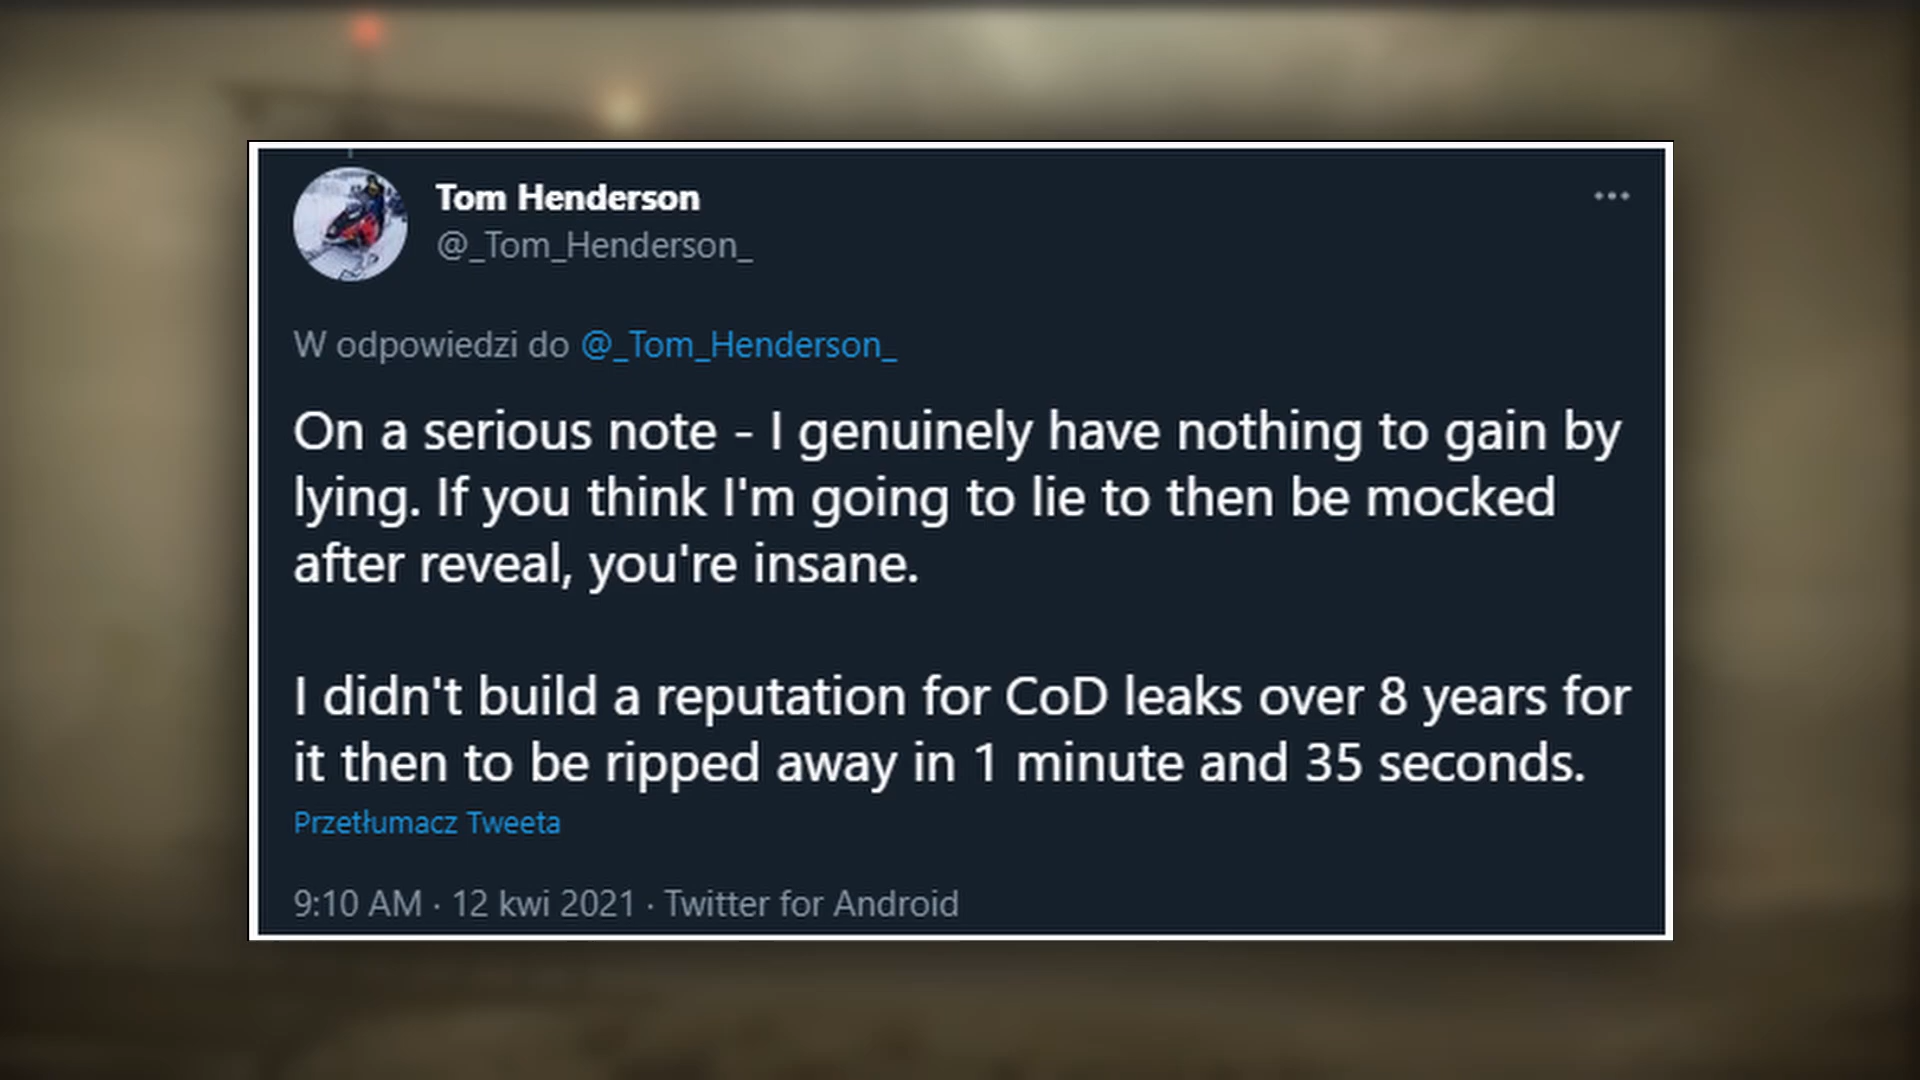 Tom Henderson
@_Tom_Henderson_
W odpowiedzi do @_Tom_Henderson_
On a serious note - I genuinely have nothing to gain by
lying. If you think I'm going to lie to then be mocked
after reveal, you're insane.
I didn't build a reputation for CoD leaks over 8 years for
it then to be ripped away in 1 minute and 35 seconds.
Przetłumacz Tweeta
9:10 AM · 12 kwi 2021 · Twitter for Android